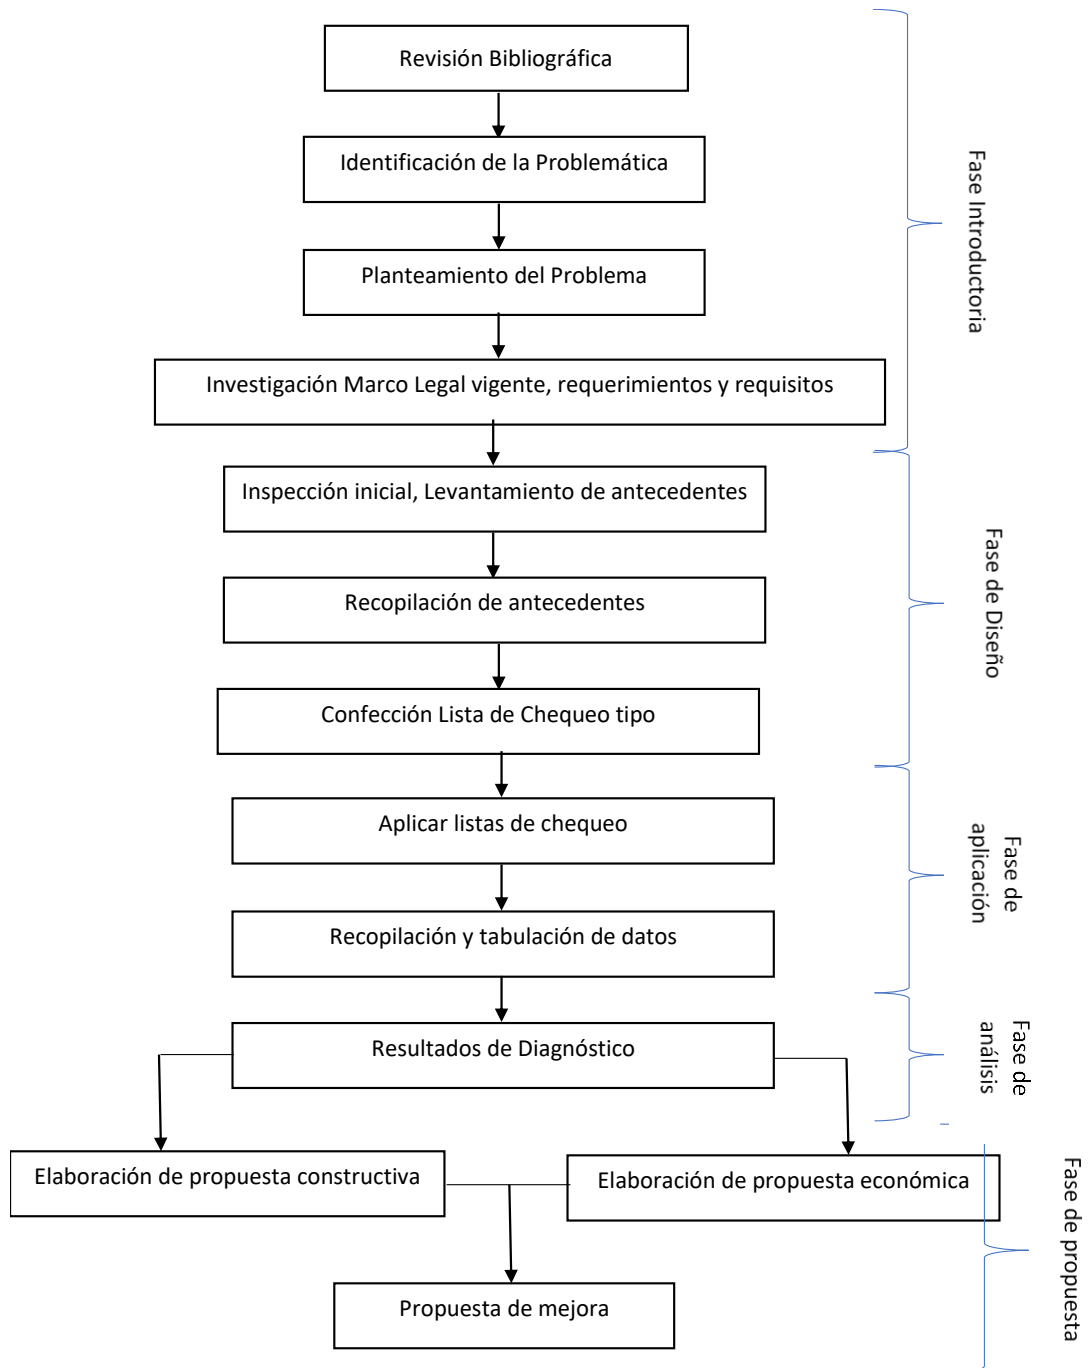 Revisión Bibliográfica
Identificación de la Problemática
Planteamiento del Problema
Investigación Marco Legal vigente, requerimientos y requisitos
Fase Introductoria
Inspección inicial, Levantamiento de antecedentes
Recopilación de antecedentes
Confección Lista de Chequeo tipo
Fase de Diseño
Aplicar listas de chequeo
Recopilación y tabulación de datos
Fase de
aplicación
Resultados de Diagnóstico
Fase de
análisis
Elaboración de propuesta constructiva
Elaboración de propuesta económica
Propuesta de mejora
Fase de propuesta